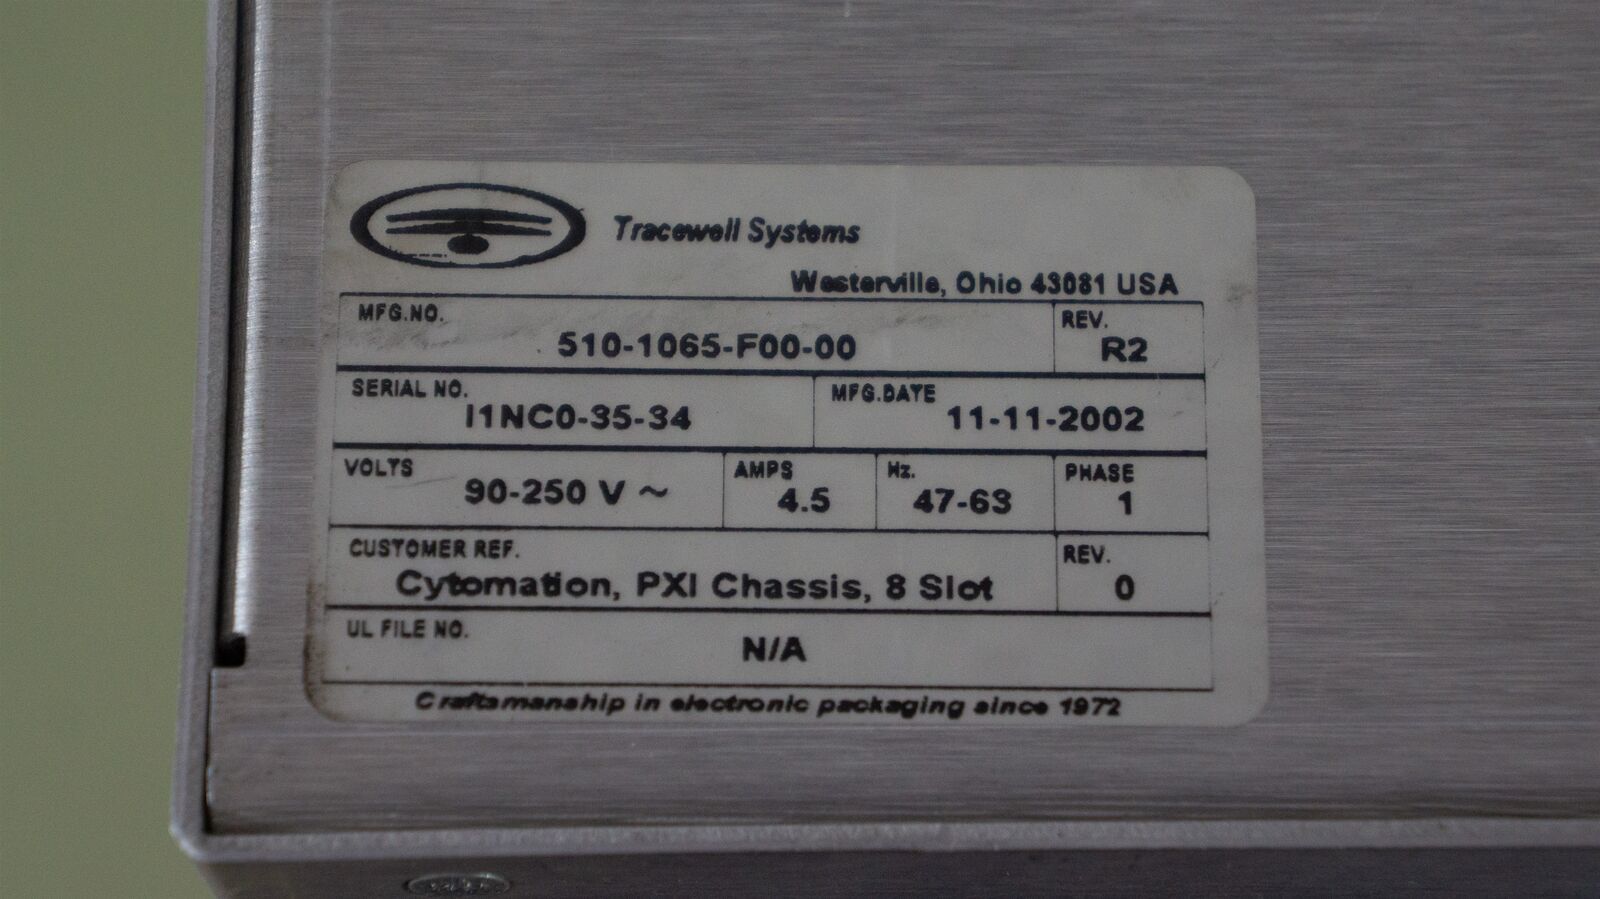 Tracewell Systems
Westerville, Ohio 43081 USA
MFG.NO.
510-1065-F00-00
REV.
R2
SERIAL NO.
I1NC0-35-34
MFG.DATE
11-11-2002
VOLTS
90-250 V ~
AMPS
4.5
Hz.
47-63
PHASE
1
CUSTOMER REF.
Cytomation, PXI Chassis, 8 Slot
REV.
0
UL FILE NO.
N/A
Craftsmanship in electronic packaging since 1972